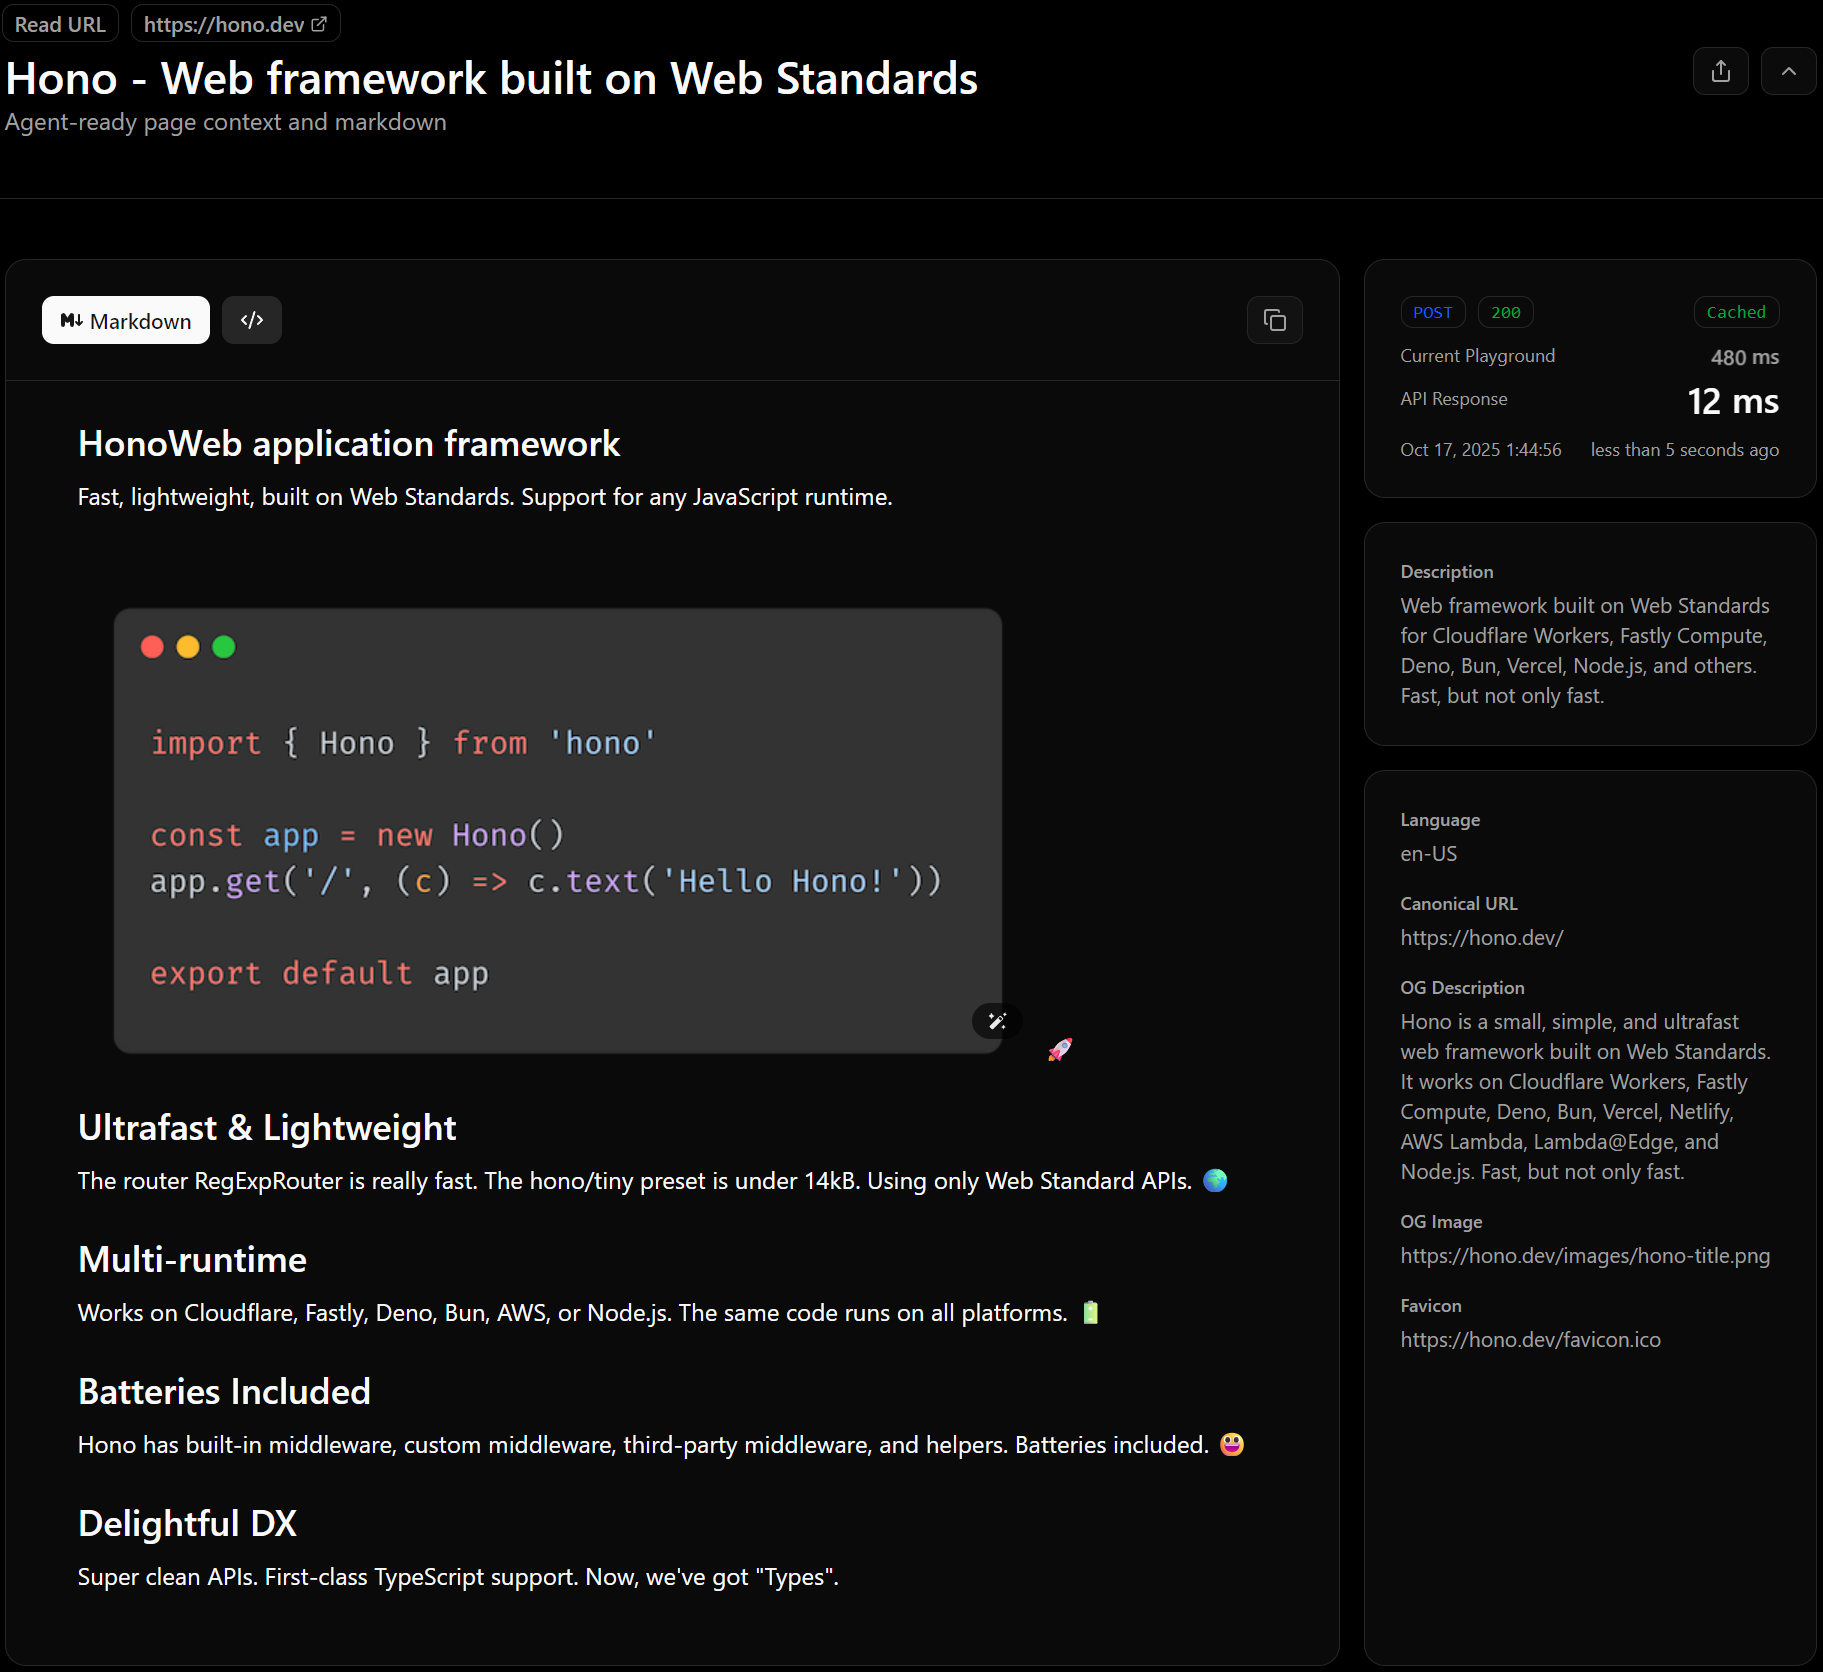 Read URL
https://hono.dev
Hono - Web framework built on Web Standards
Agent-ready page context and markdown
Markdown
</>
HonoWeb application framework
Fast, lightweight, built on Web Standards. Support for any JavaScript runtime.
import { Hono } from 'hono'
const app = new Hono()
app.get('/', (c) => c.text('Hello Hono!'))
export default app
🚀
Ultrafast & Lightweight
The router RegExpRouter is really fast. The hono/tiny preset is under 14kB. Using only Web Standard APIs. 🌍
Multi-runtime
Works on Cloudflare, Fastly, Deno, Bun, AWS, or Node.js. The same code runs on all platforms. 🔋
Batteries Included
Hono has built-in middleware, custom middleware, third-party middleware, and helpers. Batteries included. 😃
Delightful DX
Super clean APIs. First-class TypeScript support. Now, we've got "Types".
POST 200 Cached
Current Playground 480 ms
API Response 12 ms
Oct 17, 2025 1:44:56 less than 5 seconds ago
Description
Web framework built on Web Standards
for Cloudflare Workers, Fastly Compute,
Deno, Bun, Vercel, Node.js, and others.
Fast, but not only fast.
Language
en-US
Canonical URL
https://hono.dev/
OG Description
Hono is a small, simple, and ultrafast
web framework built on Web Standards.
It works on Cloudflare Workers, Fastly
Compute, Deno, Bun, Vercel, Netlify,
AWS Lambda, Lambda@Edge, and
Node.js. Fast, but not only fast.
OG Image
https://hono.dev/images/hono-title.png
Favicon
https://hono.dev/favicon.ico